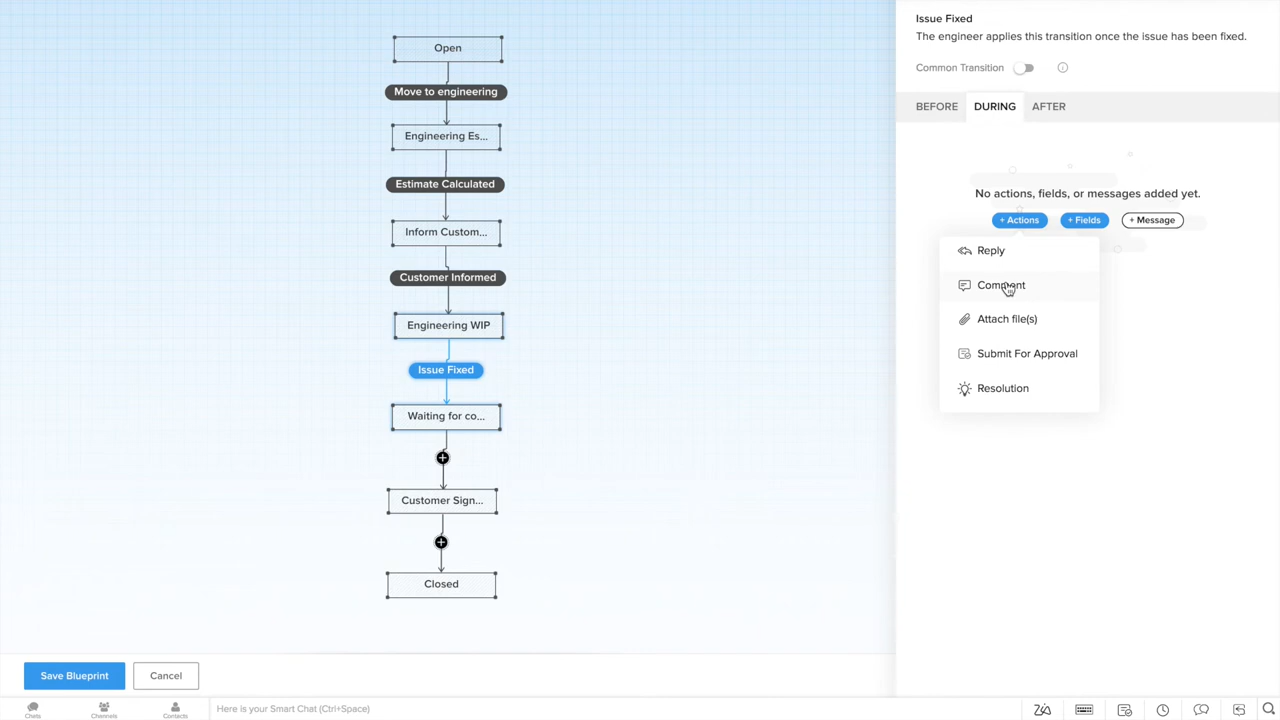 Open
Move to engineering
Engineering Es...
Estimate Calculated
Inform Custom...
Customer Informed
Engineering WIP
Issue Fixed
Waiting for co...
Customer Sign...
Closed
Save Blueprint
Cancel
Issue Fixed
The engineer applies this transition once the issue has been fixed.
Common Transition
BEFORE
DURING
AFTER
No actions, fields, or messages added yet.
+ Actions
+ Fields
+ Message
Reply
Comment
Attach file(s)
Submit For Approval
Resolution
Chats
Channels
Contacts
Here is your Smart Chat (Ctrl+Space)